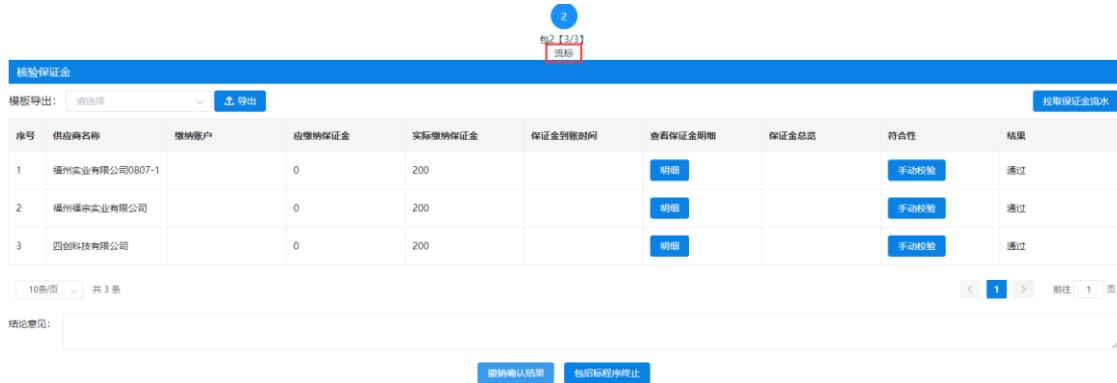 2
包2【3/3】
流标
核验保证金
模板导出： 请选择 导出 拉取保证金流水
序号 供应商名称 缴纳账户 应缴纳保证金 实际缴纳保证金 保证金到账时间 查看保证金明细 保证金总览 符合性 结果
1 福州实业有限公司0807-1 0 200 明细 手动校验 通过
2 福州福宗实业有限公司 0 200 明细 手动校验 通过
3 四创科技有限公司 0 200 明细 手动校验 通过
10条/页 共 3 条 < 1 > 前往 1 页
结论意见：
撤销确认结果 包招标程序终止